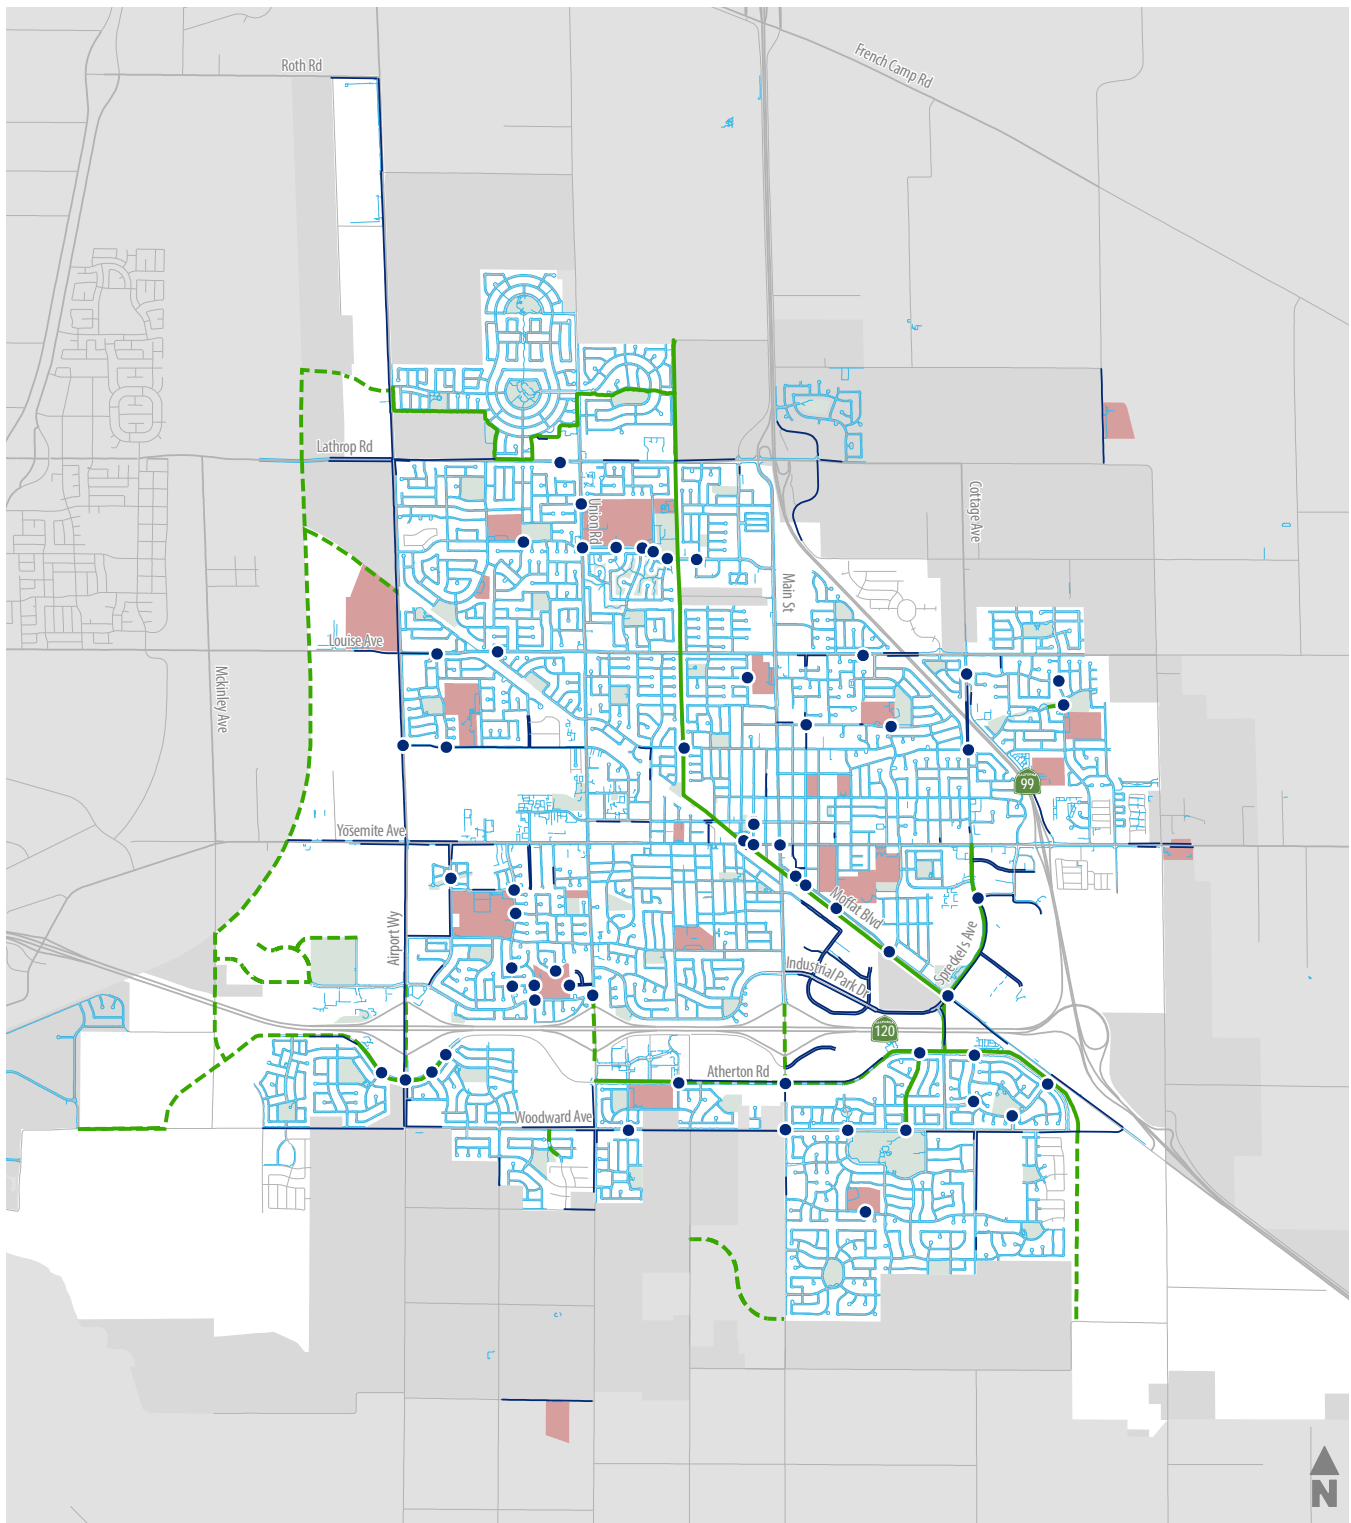 French Camp Rd
Roth Rd
Lathrop Rd
Cottage Ave
Union Rd
Main St
Louise Ave
Mckinley Ave
99
Yosemite Ave
Moffat Blvd
Airport Wy
Spreckels Ave
Industrial Park Dr
120
Atherton Rd
Woodward Ave
N